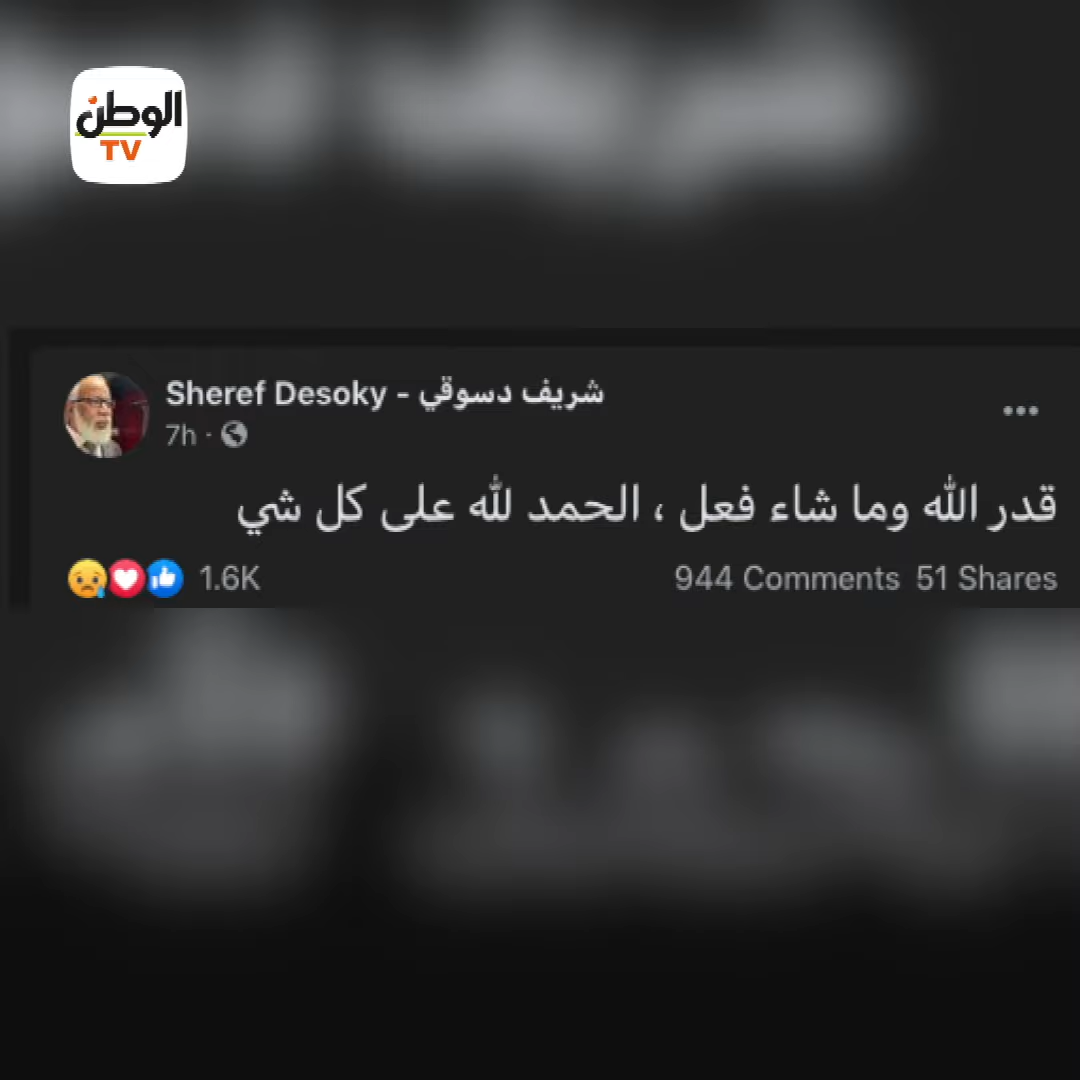 الوطن
TV
Sheref Desoky - شريف دسوقي
7h ·
قدر الله وما شاء فعل ، الحمد لله على كل شي
1.6K
944 Comments 51 Shares